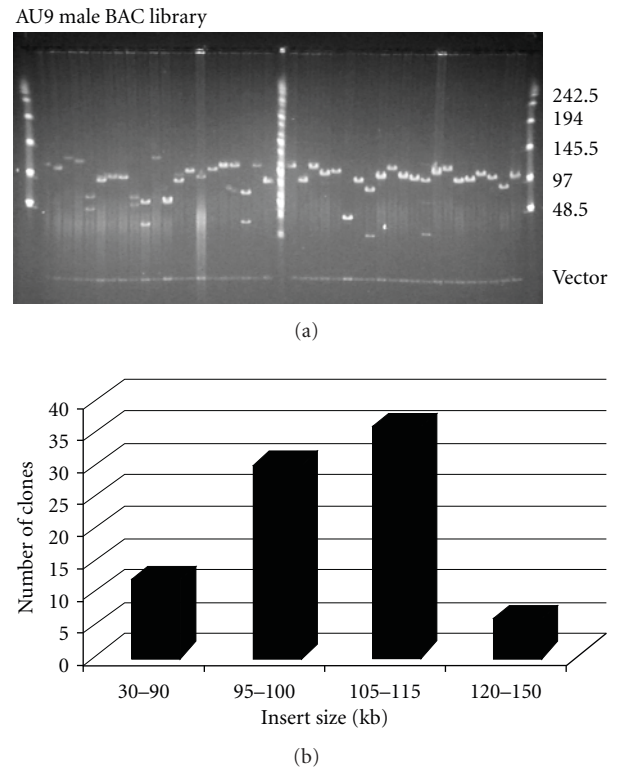 AU9 male BAC library
242.5
194
145.5
97
48.5
Vector
(a)
40
35
30
25
20
15
10
5
0
Number of clones
30–90 95–100 105–115 120–150
Insert size (kb)
(b)